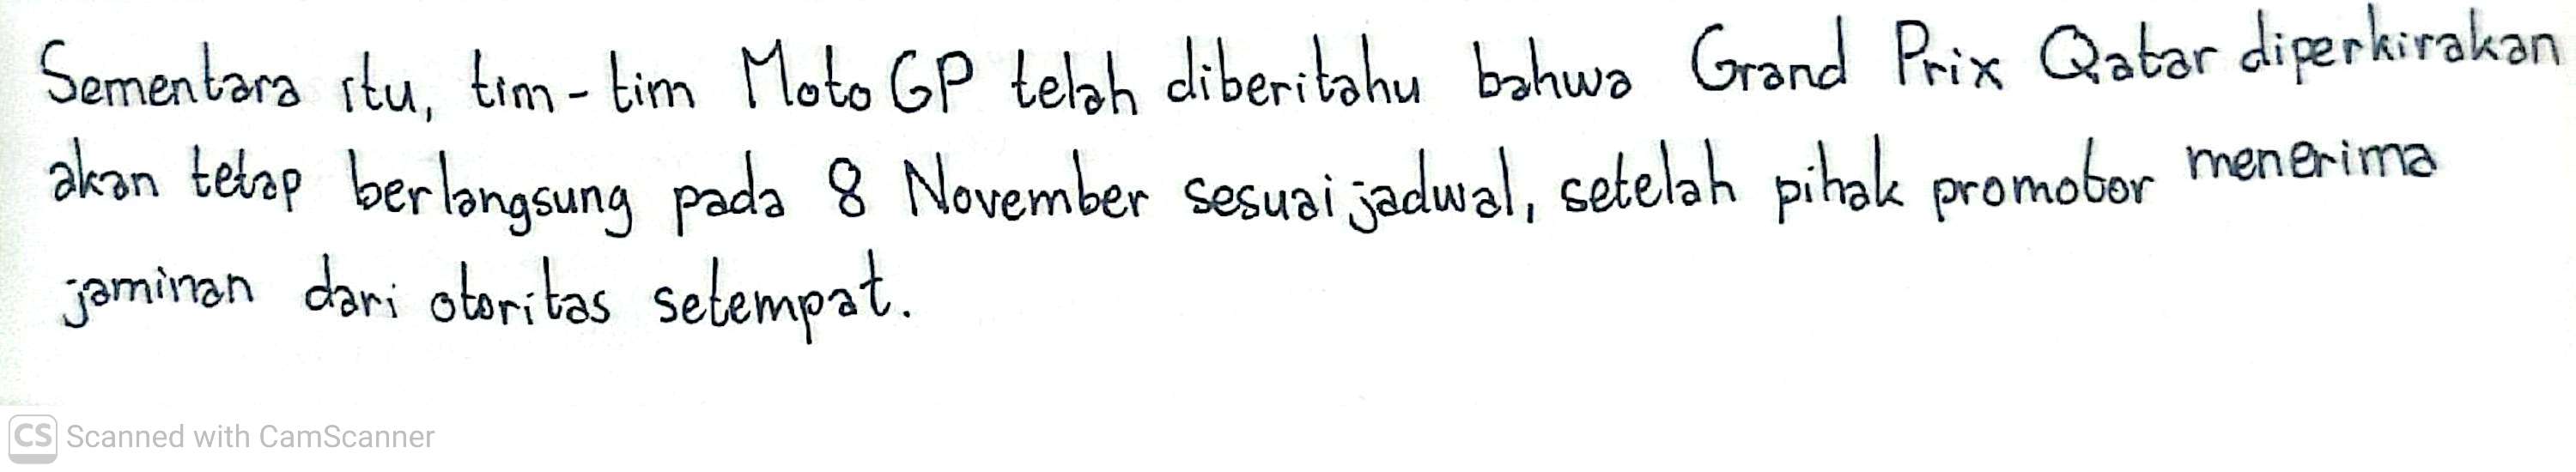 Sementara itu, tim-tim MotoGP telah diberitahu bahwa Grand Prix Qatar diperkirakan
akan tetap berlangsung pada 8 November sesuai jadwal, setelah pihak promotor menerima
jaminan dari otoritas setempat.
CS Scanned with CamScanner